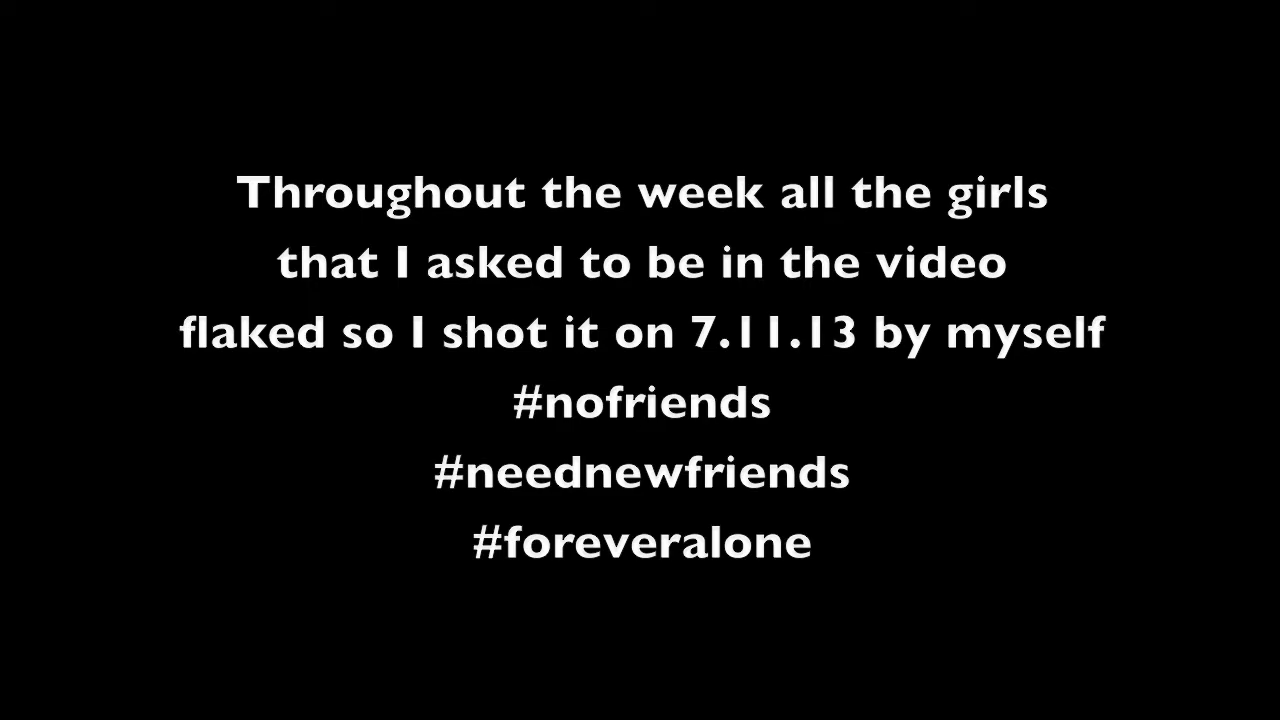 Throughout the week all the girls
that I asked to be in the video
flaked so I shot it on 7.11.13 by myself
#nofriends
#neednewfriends
#foreveralone